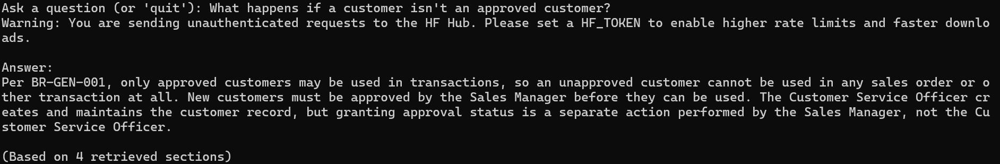 Ask a question (or 'quit'): What happens if a customer isn't an approved customer?
Warning: You are sending unauthenticated requests to the HF Hub. Please set a HF_TOKEN to enable higher rate limits and faster downlo
ads.
Answer:
Per BR-GEN-001, only approved customers may be used in transactions, so an unapproved customer cannot be used in any sales order or o
ther transaction at all. New customers must be approved by the Sales Manager before they can be used. The Customer Service Officer cr
eates and maintains the customer record, but granting approval status is a separate action performed by the Sales Manager, not the Cu
stomer Service Officer.
(Based on 4 retrieved sections)